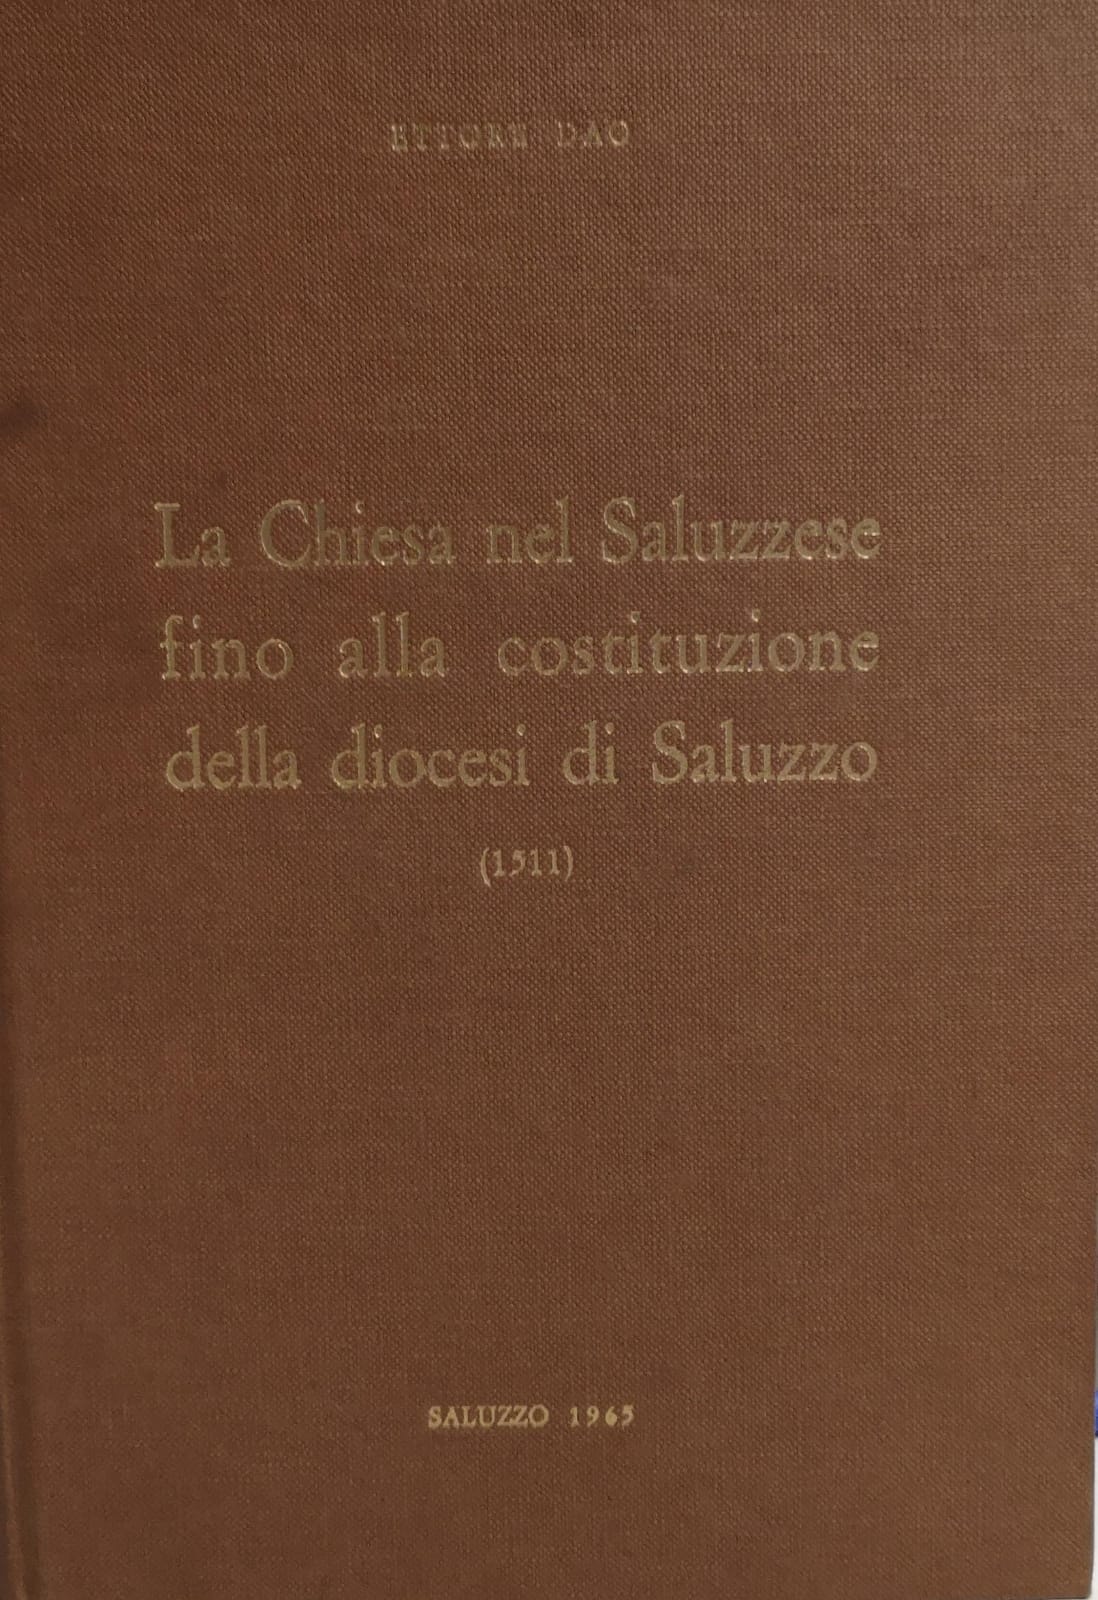 ETTORE DAO
La Chiesa nel Saluzzese
fino alla costituzione
della diocesi di Saluzzo
(1511)
SALUZZO 1965